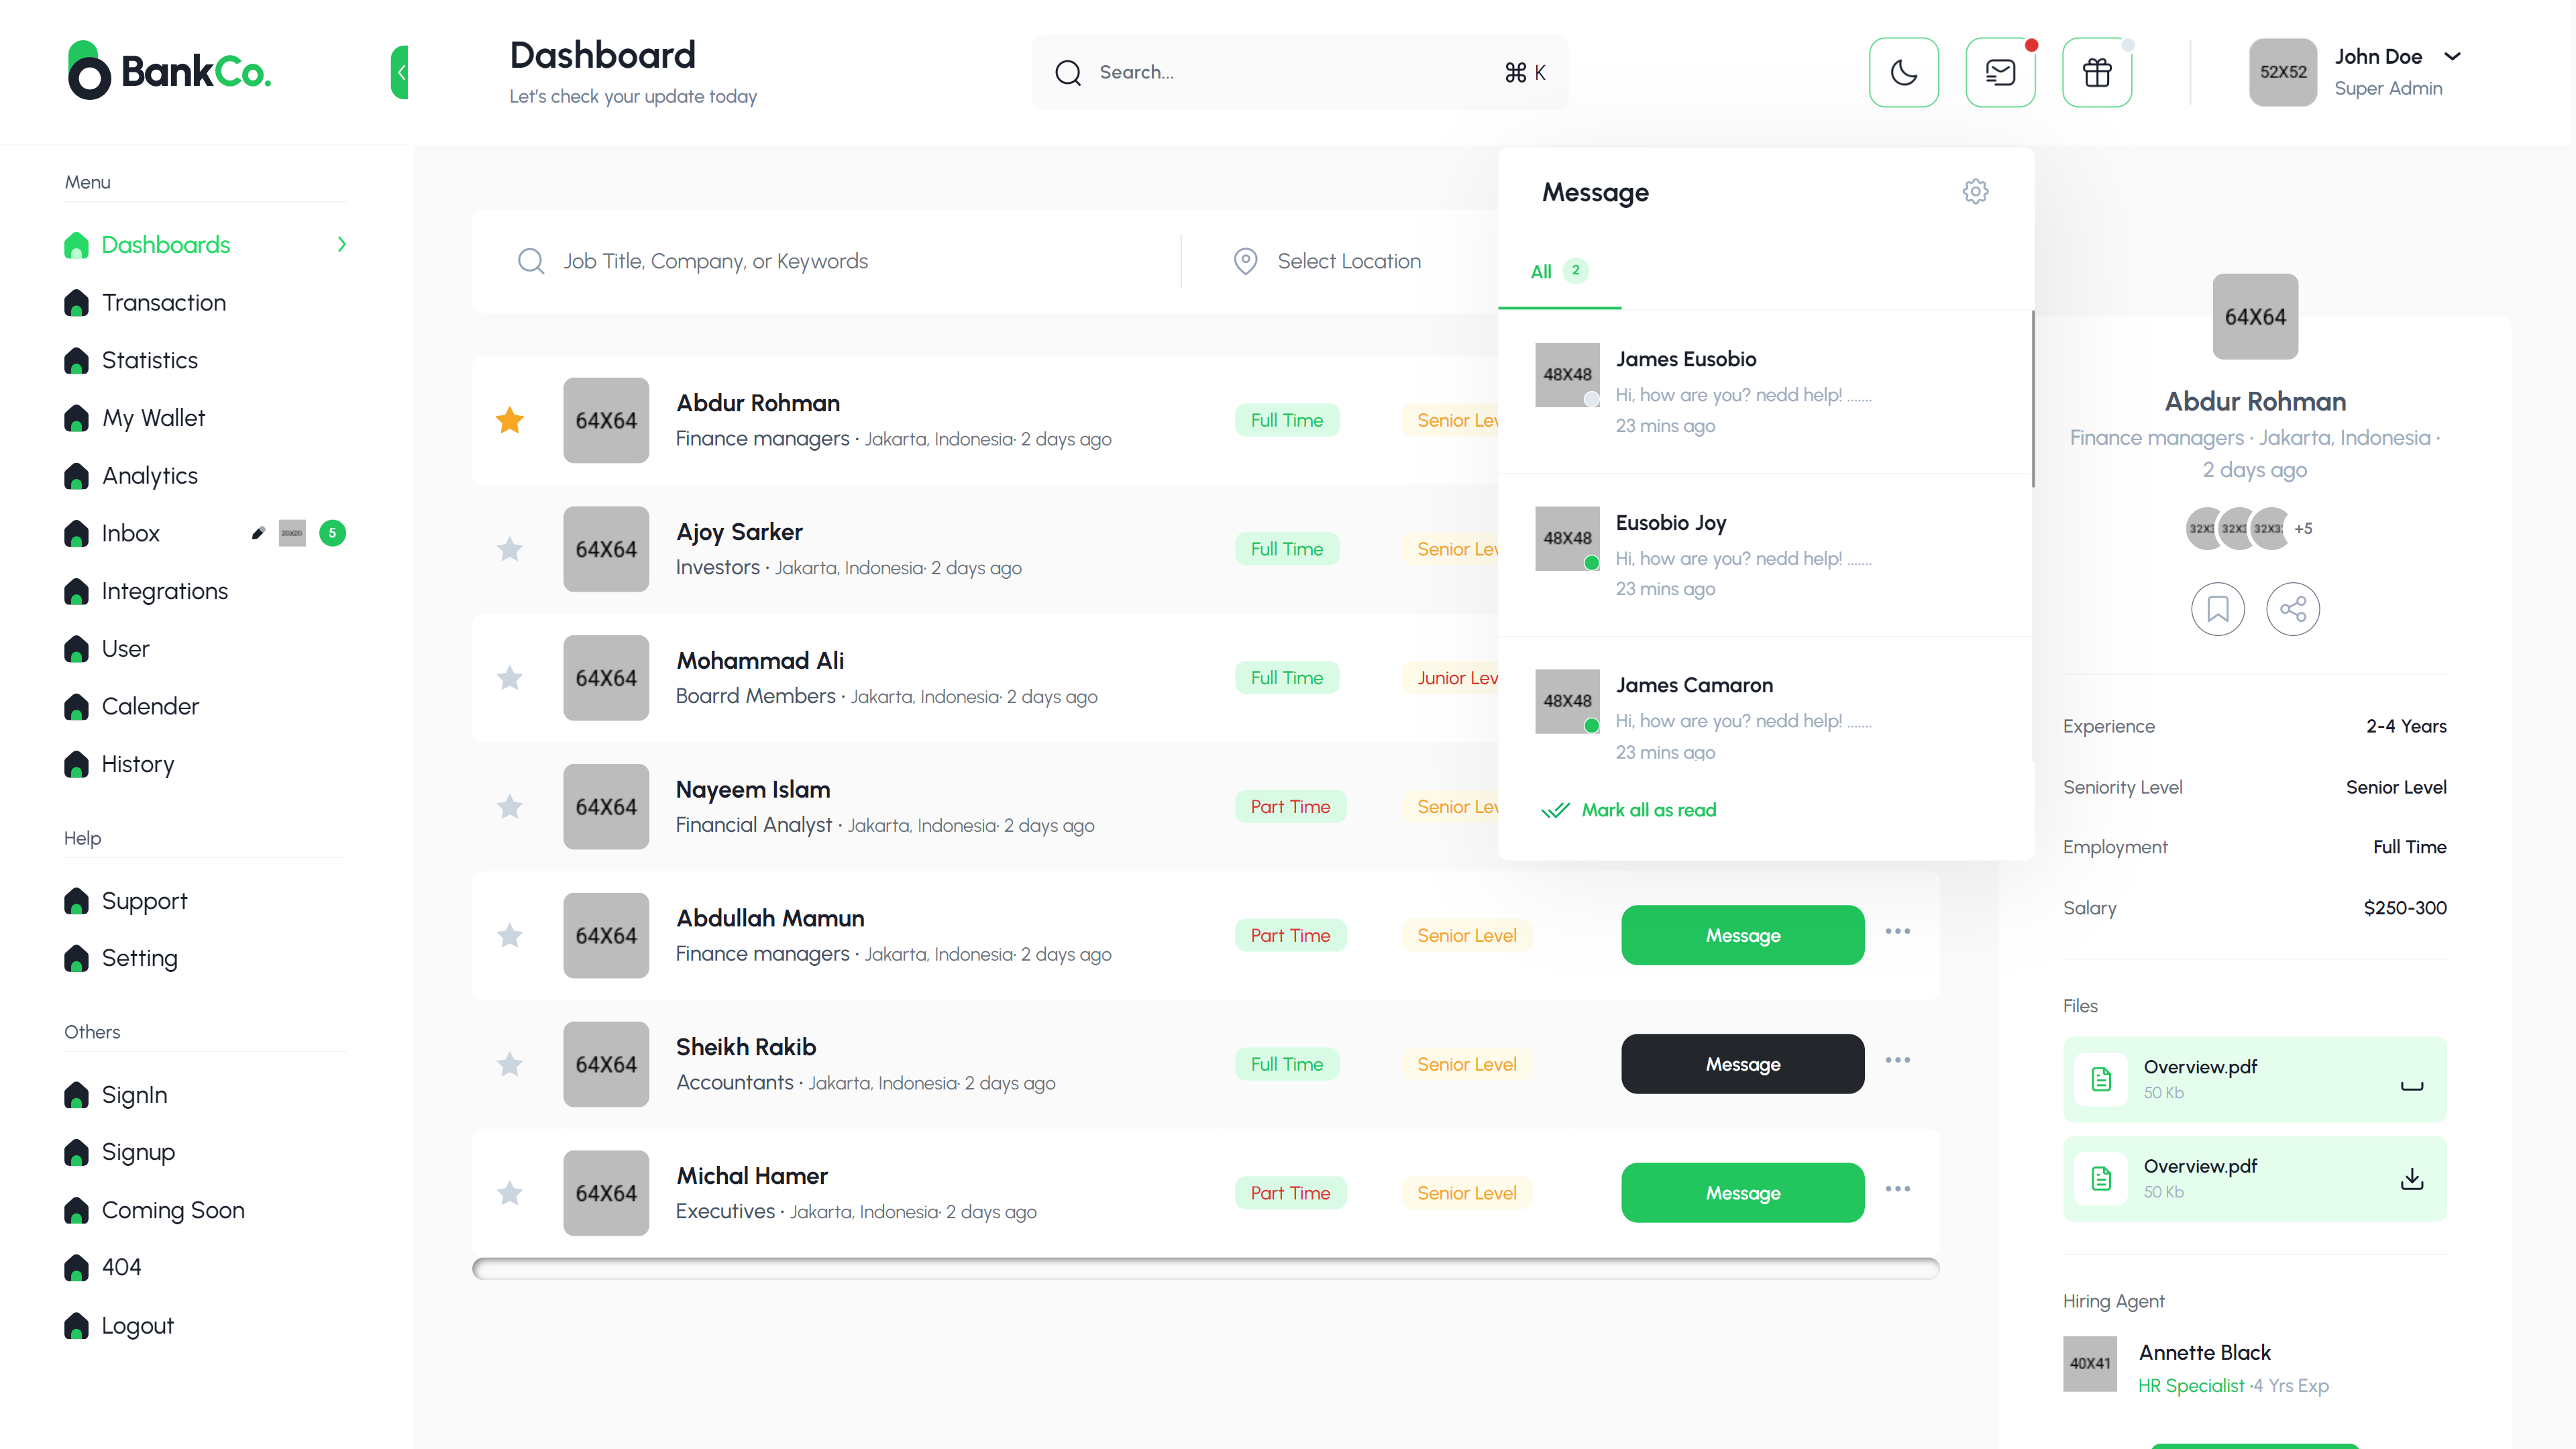 BankCo.
Dashboard
Let's check your update today
Search...
⌘ K
52X52
John Doe
Super Admin
Menu
Dashboards
Transaction
Statistics
My Wallet
Analytics
Inbox
5
Integrations
User
Calender
History
Help
Support
Setting
Others
SignIn
Signup
Coming Soon
404
Logout
Job Title, Company, or Keywords
Select Location
64X64
Abdur Rohman
Finance managers · Jakarta, Indonesia· 2 days ago
Full Time
Senior Lev
64X64
Ajoy Sarker
Investors · Jakarta, Indonesia· 2 days ago
Full Time
Senior Lev
64X64
Mohammad Ali
Boarrd Members · Jakarta, Indonesia· 2 days ago
Full Time
Junior Lev
64X64
Nayeem Islam
Financial Analyst · Jakarta, Indonesia· 2 days ago
Part Time
Senior Lev
64X64
Abdullah Mamun
Finance managers · Jakarta, Indonesia· 2 days ago
Part Time
Senior Level
Message
64X64
Sheikh Rakib
Accountants · Jakarta, Indonesia· 2 days ago
Full Time
Senior Level
Message
64X64
Michal Hamer
Executives · Jakarta, Indonesia· 2 days ago
Part Time
Senior Level
Message
Message
All 2
48X48
James Eusobio
Hi, how are you? nedd help! .......
23 mins ago
48X48
Eusobio Joy
Hi, how are you? nedd help! .......
23 mins ago
48X48
James Camaron
Hi, how are you? nedd help! .......
23 mins ago
Mark all as read
64X64
Abdur Rohman
Finance managers · Jakarta, Indonesia ·
2 days ago
32X3 32X3 32X3 +5
Experience
2-4 Years
Seniority Level
Senior Level
Employment
Full Time
Salary
$250-300
Files
Overview.pdf
50 Kb
Overview.pdf
50 Kb
Hiring Agent
40X41
Annette Black
HR Specialist ·4 Yrs Exp